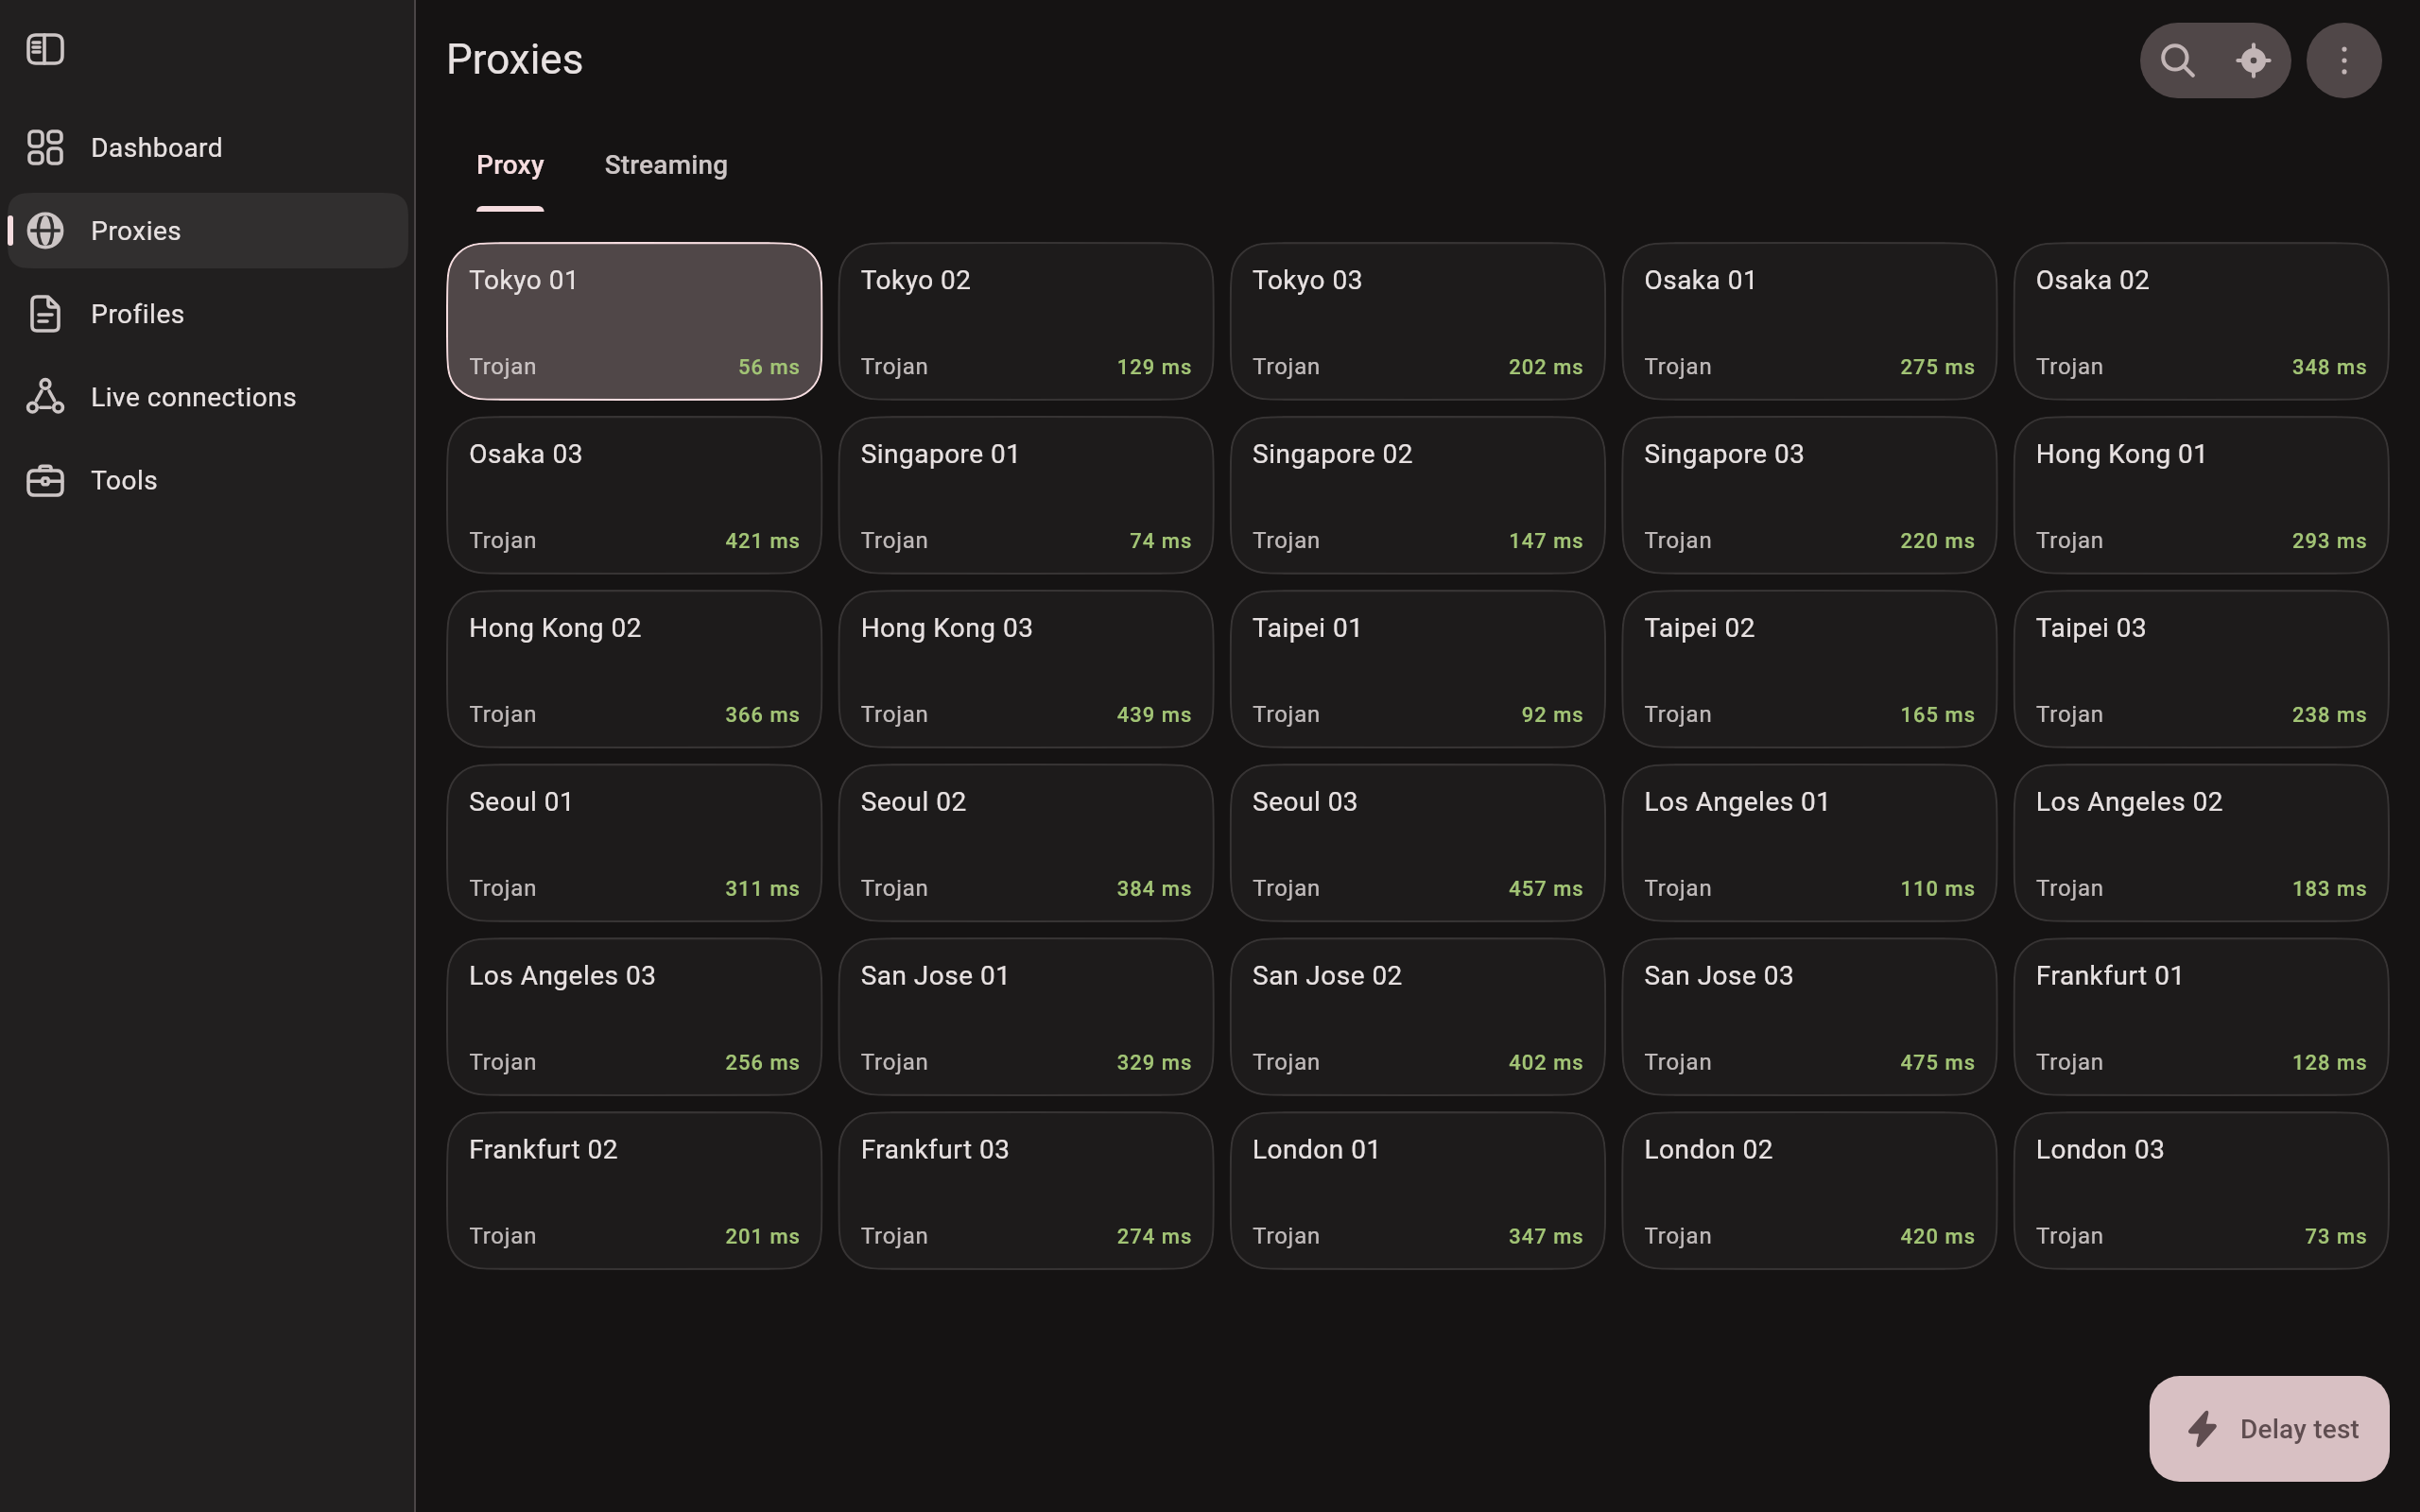 Proxies
Dashboard
Proxies
Profiles
Live connections
Tools
Proxy
Streaming
Tokyo 01
Trojan
56 ms
Tokyo 02
Trojan
129 ms
Tokyo 03
Trojan
202 ms
Osaka 01
Trojan
275 ms
Osaka 02
Trojan
348 ms
Osaka 03
Trojan
421 ms
Singapore 01
Trojan
74 ms
Singapore 02
Trojan
147 ms
Singapore 03
Trojan
220 ms
Hong Kong 01
Trojan
293 ms
Hong Kong 02
Trojan
366 ms
Hong Kong 03
Trojan
439 ms
Taipei 01
Trojan
92 ms
Taipei 02
Trojan
165 ms
Taipei 03
Trojan
238 ms
Seoul 01
Trojan
311 ms
Seoul 02
Trojan
384 ms
Seoul 03
Trojan
457 ms
Los Angeles 01
Trojan
110 ms
Los Angeles 02
Trojan
183 ms
Los Angeles 03
Trojan
256 ms
San Jose 01
Trojan
329 ms
San Jose 02
Trojan
402 ms
San Jose 03
Trojan
475 ms
Frankfurt 01
Trojan
128 ms
Frankfurt 02
Trojan
201 ms
Frankfurt 03
Trojan
274 ms
London 01
Trojan
347 ms
London 02
Trojan
420 ms
London 03
Trojan
73 ms
Delay test